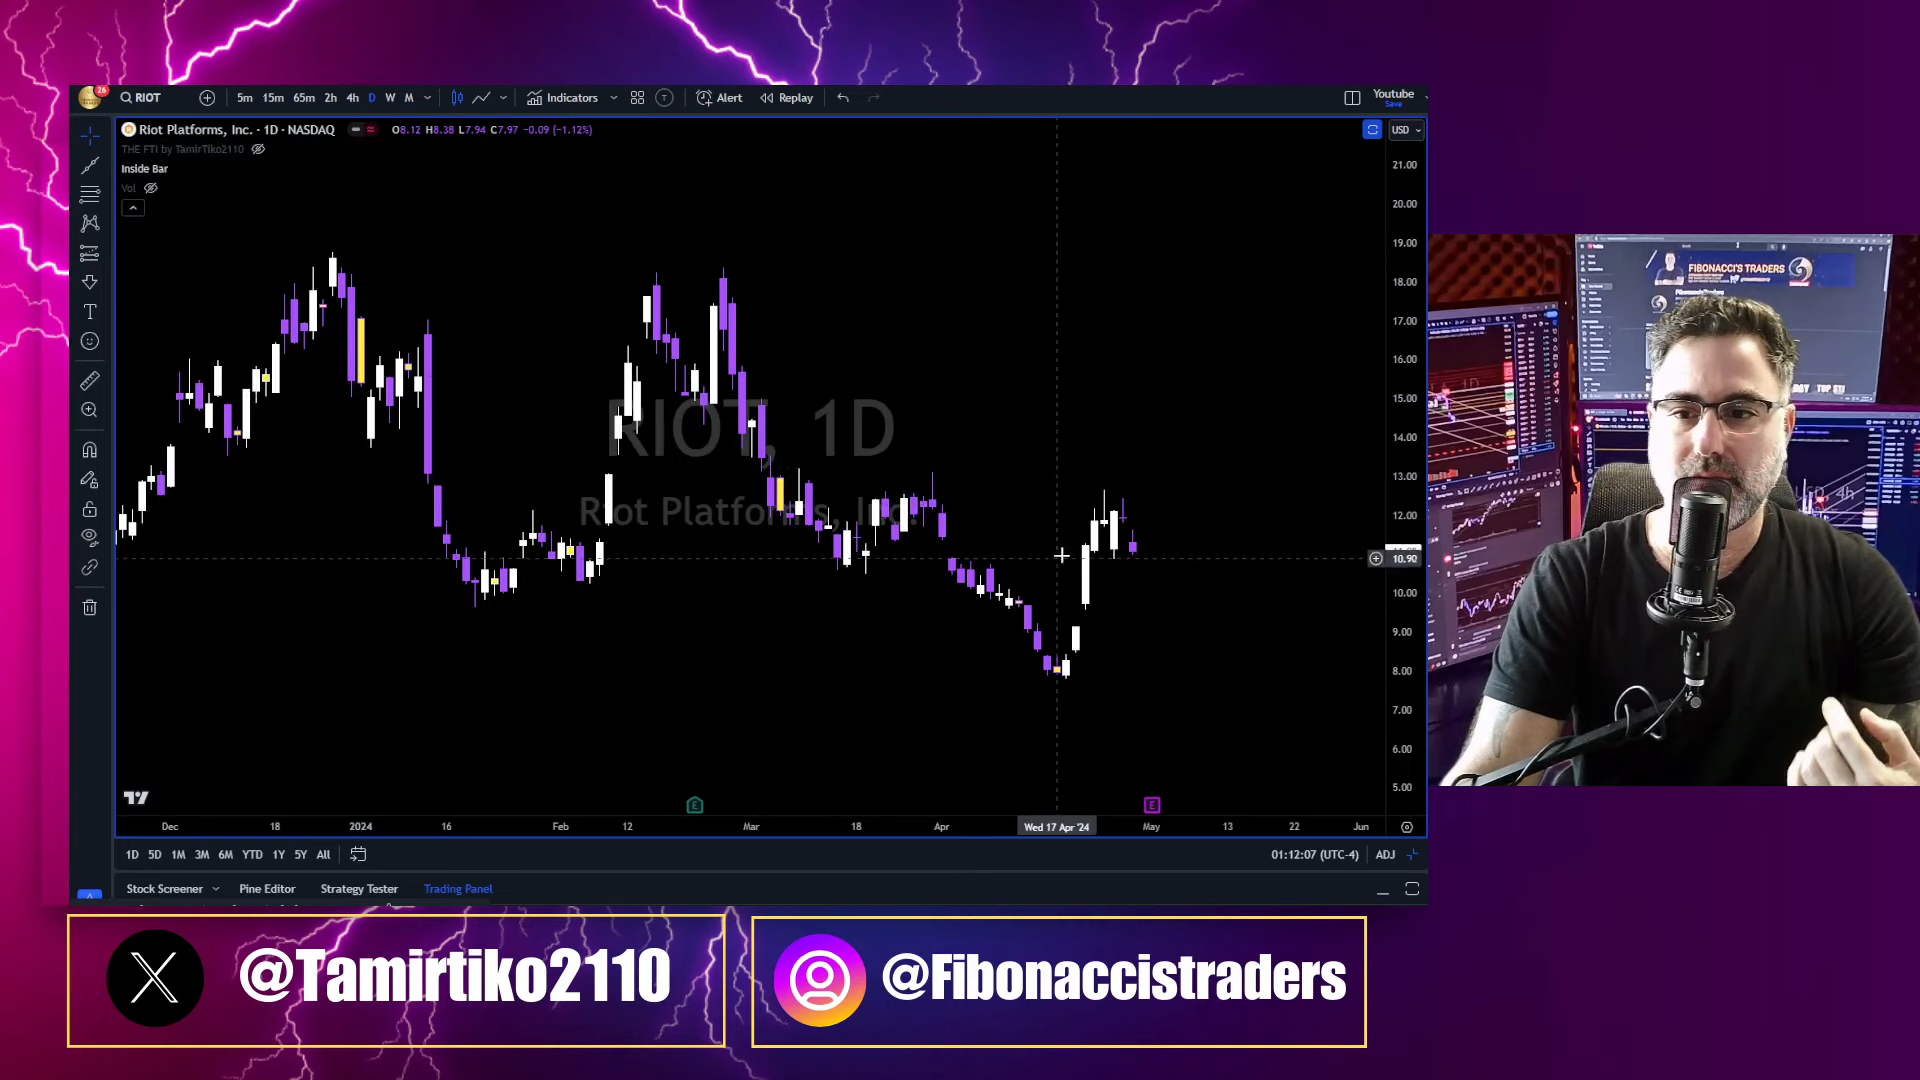 26
RIOT
5m 15m 65m 2h 4h D W M
Indicators
T
Alert
Replay
Youtube
Save
Riot Platforms, Inc. · 1D · NASDAQ
O8.12 H8.38 L7.94 C7.97 -0.09 (-1.12%)
USD
THE FTI by TamirTiko2110
Inside Bar
Vol
RIOT, 1D
Riot Platforms, Inc.
21.00
20.00
19.00
18.00
17.00
16.00
15.00
14.00
13.00
12.00
10.90
10.00
9.00
8.00
7.00
6.00
5.00
E
E
Dec 18 2024 16 Feb 12 Mar 18 Apr Wed 17 Apr '24 May 13 22 Jun
1D 5D 1M 3M 6M YTD 1Y 5Y All
01:12:07 (UTC-4) ADJ
Stock Screener Pine Editor Strategy Tester Trading Panel
FIBONACCI'S TRADERS
@Tamirtiko2110
@Fibonaccistraders